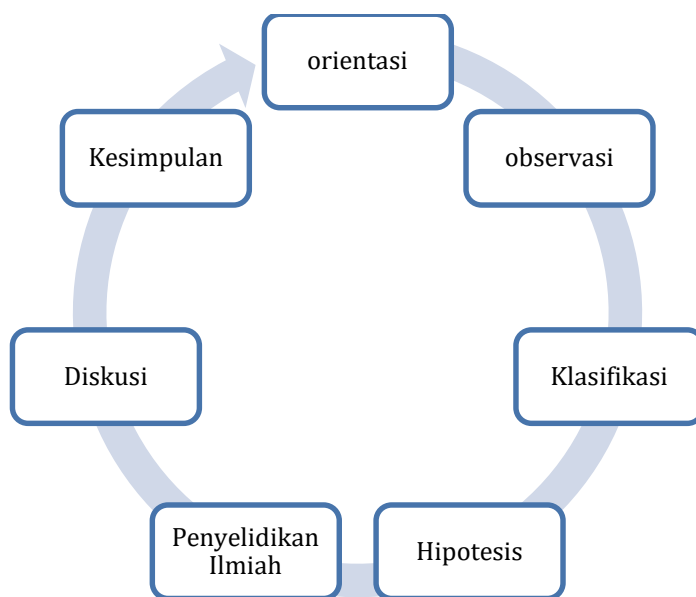 orientasi
observasi
Klasifikasi
Hipotesis
Penyelidikan
Ilmiah
Diskusi
Kesimpulan